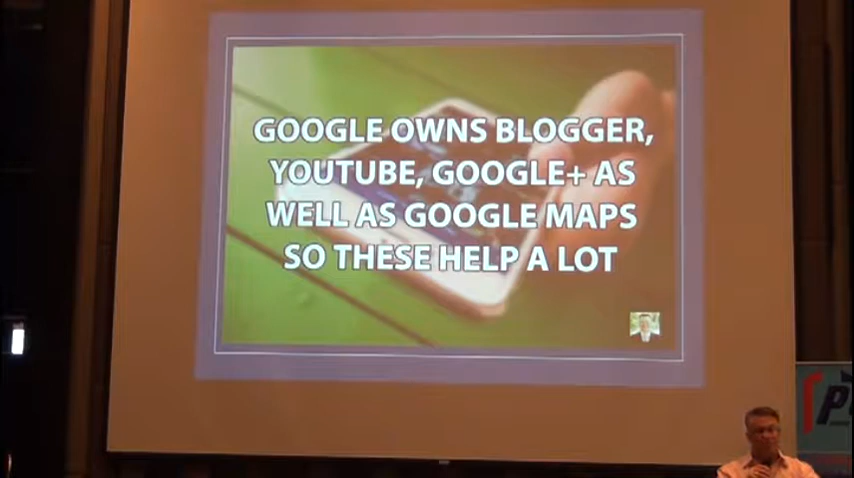 GOOGLE OWNS BLOGGER,
YOUTUBE, GOOGLE+ AS
WELL AS GOOGLE MAPS
SO THESE HELP A LOT